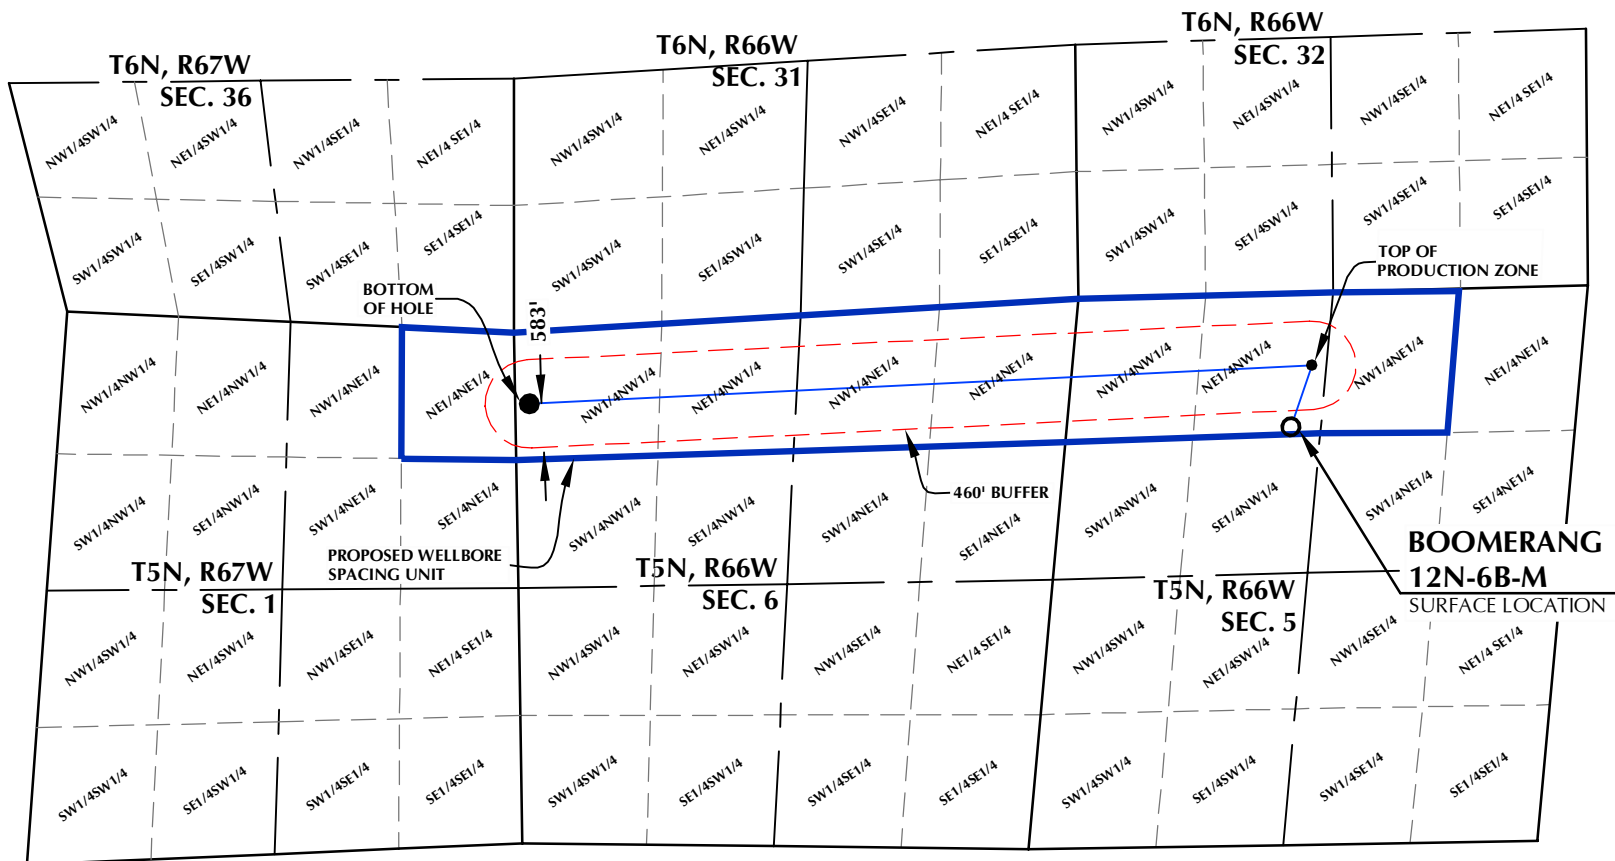 T6N, R67W
SEC. 36
T6N, R66W
SEC. 31
T6N, R66W
SEC. 32
NW1/4SW1/4
NE1/4SW1/4
NW1/4SE1/4
NE1/4 SE1/4
NW1/4SW1/4
NE1/4SW1/4
NW1/4SE1/4
NE1/4 SE1/4
NW1/4SW1/4
NE1/4SW1/4
NW1/4SE1/4
NE1/4 SE1/4
SW1/4SW1/4
SE1/4SW1/4
SW1/4SE1/4
SE1/4SE1/4
SW1/4SW1/4
SE1/4SW1/4
SW1/4SE1/4
SE1/4SE1/4
SW1/4SW1/4
SE1/4SW1/4
SW1/4SE1/4
SE1/4SE1/4
BOTTOM
OF HOLE
583'
TOP OF
PRODUCTION ZONE
NW1/4NW1/4
NE1/4NW1/4
NW1/4NE1/4
NE1/4NE1/4
NW1/4NW1/4
NE1/4NW1/4
NW1/4NE1/4
NE1/4NE1/4
NW1/4NW1/4
NE1/4NW1/4
NW1/4NE1/4
NE1/4NE1/4
460' BUFFER
SW1/4NW1/4
SE1/4NW1/4
SW1/4NE1/4
SE1/4NE1/4
SW1/4NW1/4
SE1/4NW1/4
SW1/4NE1/4
SE1/4NE1/4
SW1/4NW1/4
SE1/4NW1/4
SW1/4NE1/4
SE1/4NE1/4
PROPOSED WELLBORE
SPACING UNIT
BOOMERANG
12N-6B-M
SURFACE LOCATION
T5N, R67W
SEC. 1
T5N, R66W
SEC. 6
T5N, R66W
SEC. 5
NW1/4SW1/4
NE1/4SW1/4
NW1/4SE1/4
NE1/4 SE1/4
NW1/4SW1/4
NE1/4SW1/4
NW1/4SE1/4
NE1/4 SE1/4
NW1/4SW1/4
NE1/4SW1/4
NW1/4SE1/4
NE1/4 SE1/4
SW1/4SW1/4
SE1/4SW1/4
SW1/4SE1/4
SE1/4SE1/4
SW1/4SW1/4
SE1/4SW1/4
SW1/4SE1/4
SE1/4SE1/4
SW1/4SW1/4
SE1/4SW1/4
SW1/4SE1/4
SE1/4SE1/4